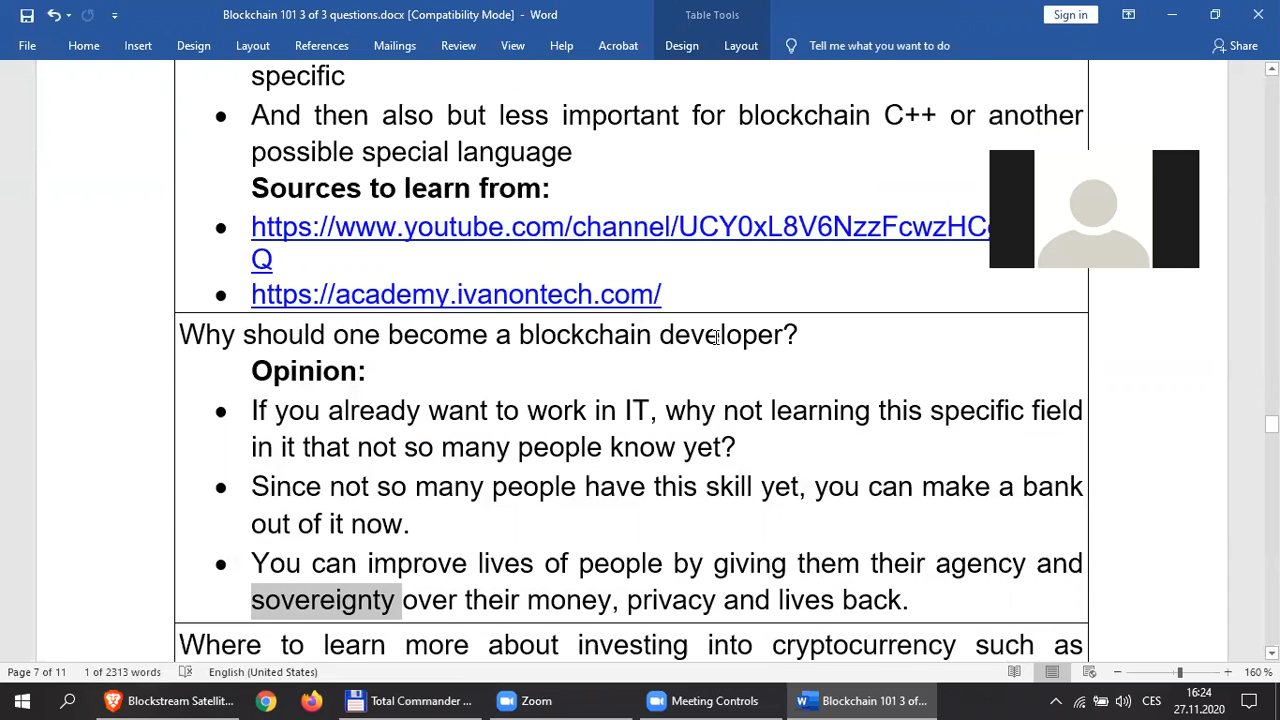 Blockchain 101 3 of 3 questions.docx [Compatibility Mode] - Word
Table Tools
Sign in
File Home Insert Design Layout References Mailings Review View Help Acrobat Design Layout Tell me what you want to do Share
specific
• And then also but less important for blockchain C++ or another
possible special language
Sources to learn from:
• https://www.youtube.com/channel/UCY0xL8V6NzzFcwzHC
Q
• https://academy.ivanontech.com/
Why should one become a blockchain developer?
Opinion:
• If you already want to work in IT, why not learning this specific field
in it that not so many people know yet?
• Since not so many people have this skill yet, you can make a bank
out of it now.
• You can improve lives of people by giving them their agency and
sovereignty over their money, privacy and lives back.
Where to learn more about investing into cryptocurrency such as
Page 7 of 11 1 of 2313 words English (United States) 160 %
Blockstream Satellit... Total Commander ... Zoom Meeting Controls Blockchain 101 3 of... CES 16:24
27.11.2020